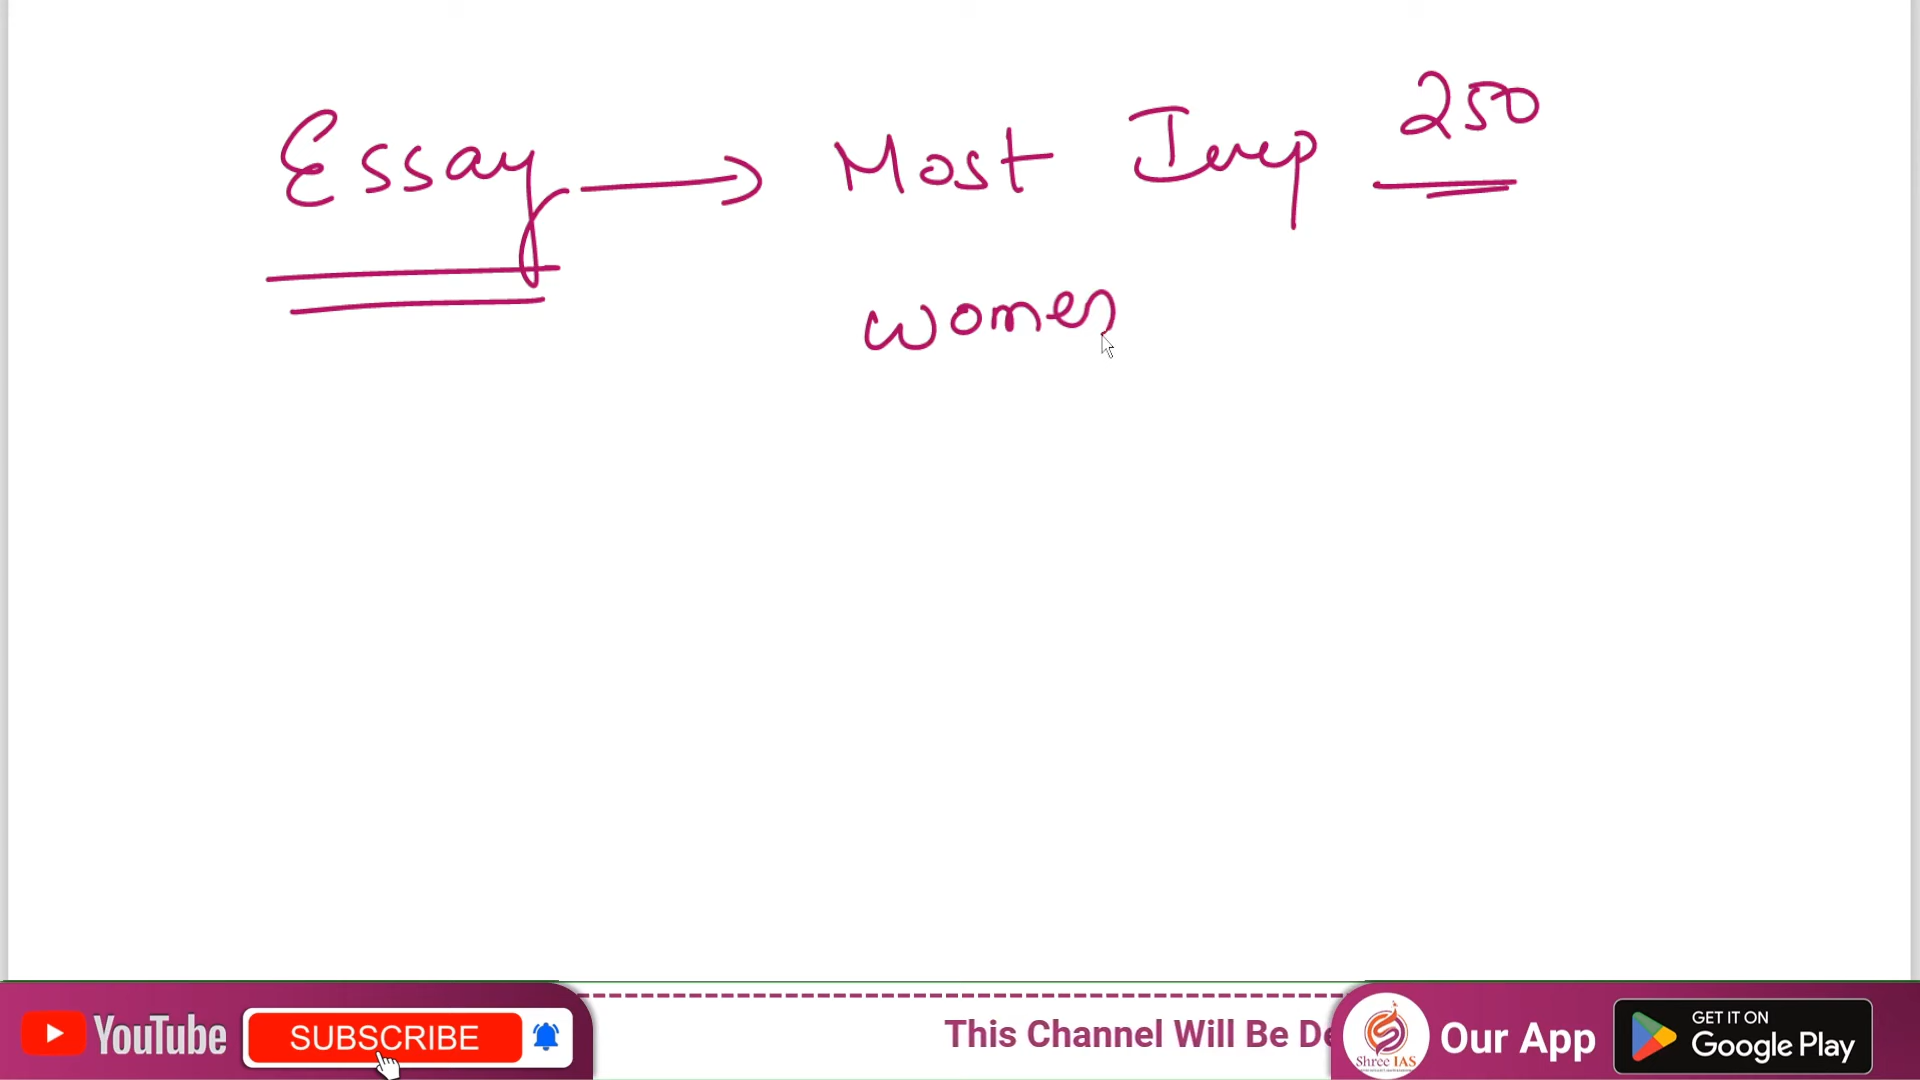 Essay → Most Imp 250
women
YouTube SUBSCRIBE This Channel Will Be De Shree IAS Our App GET IT ON Google Play